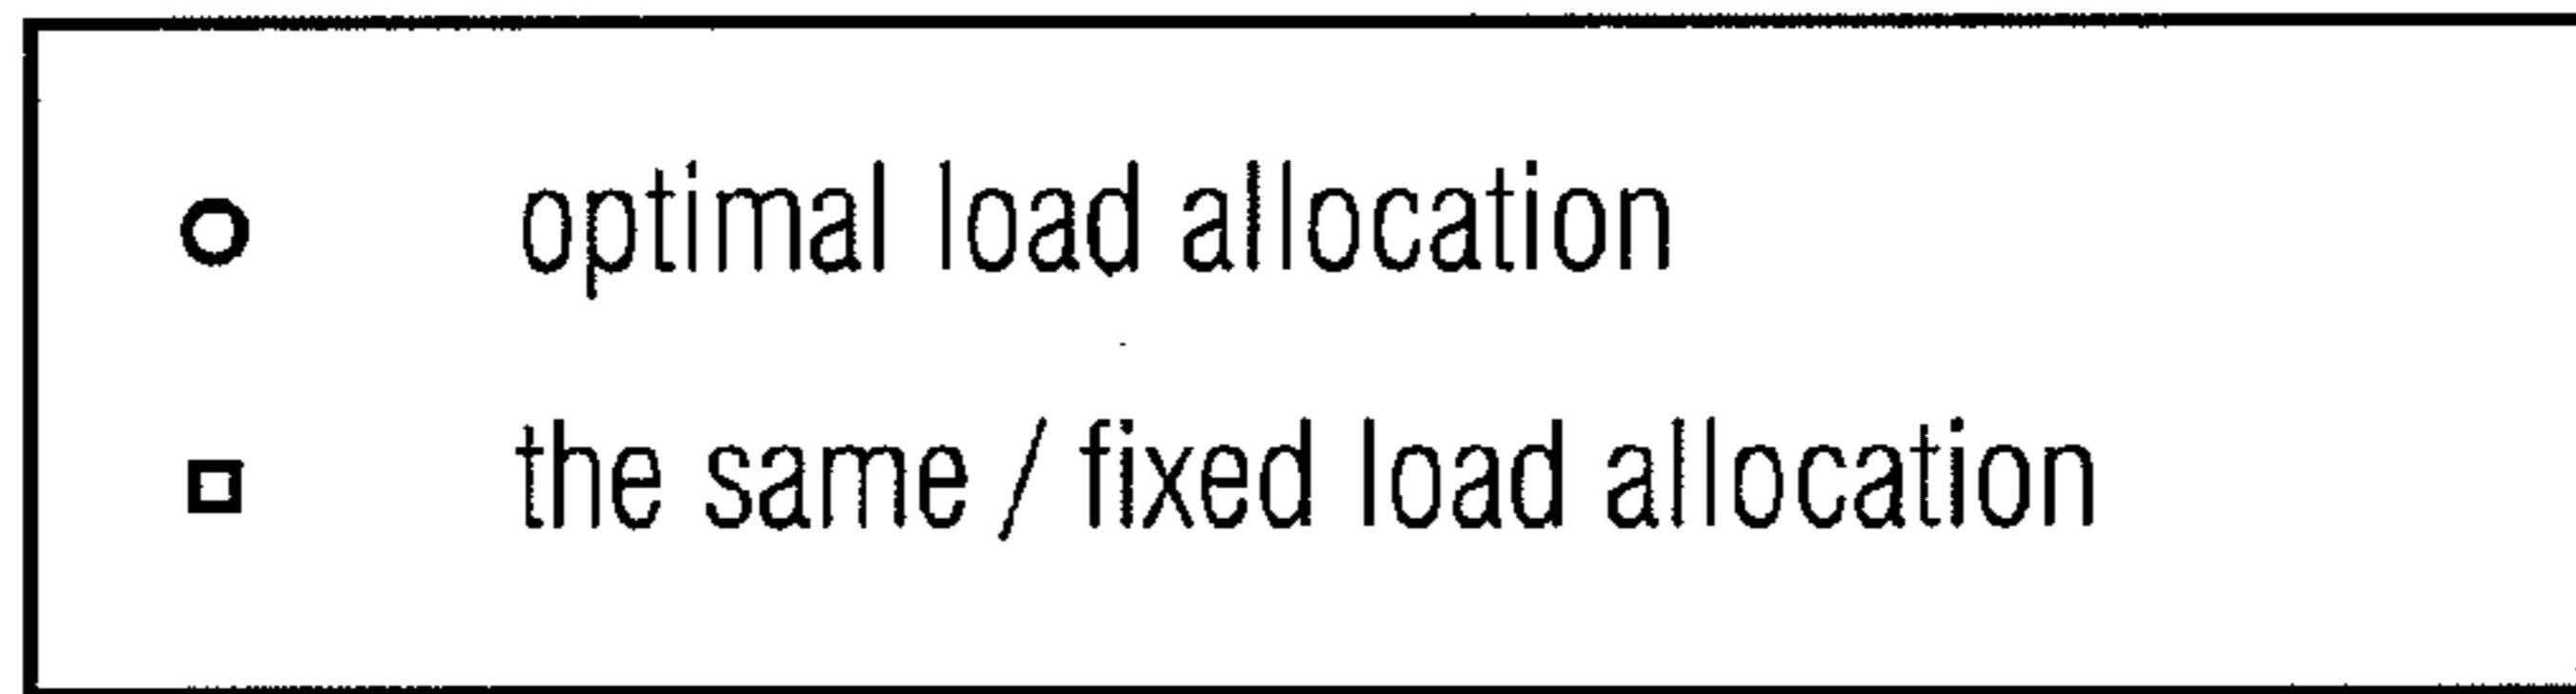 optimal load allocation
the same / fixed load allocation